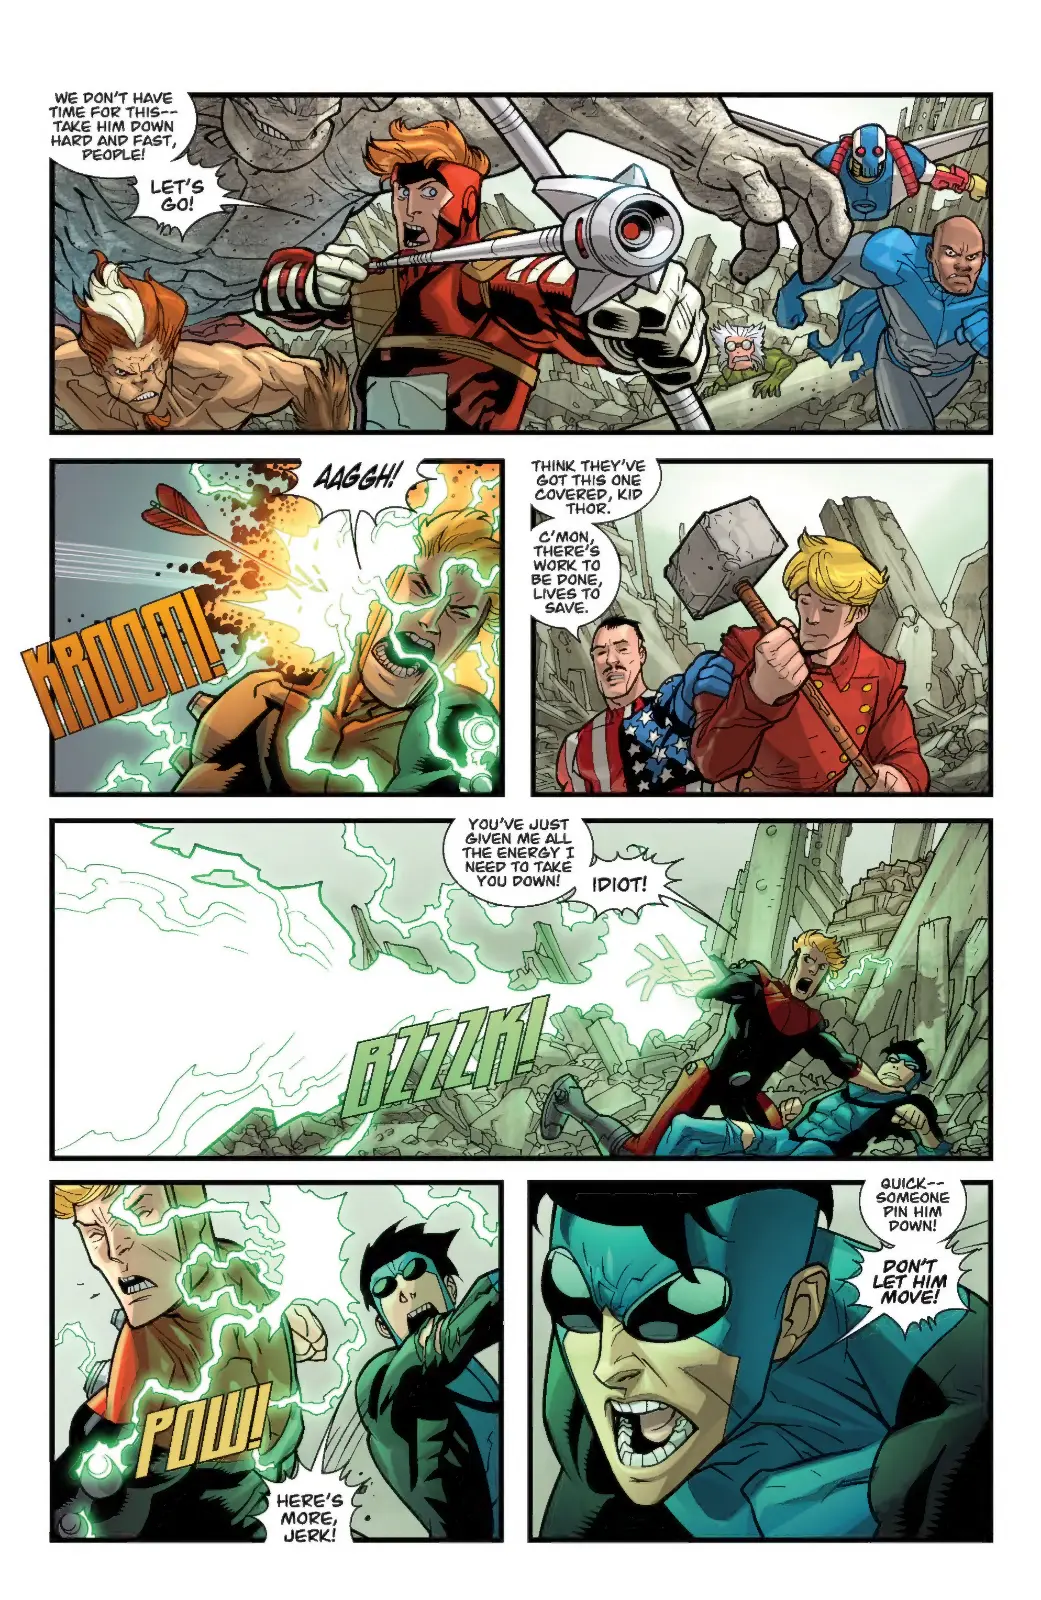 WE DON'T HAVE
TIME FOR THIS--
TAKE HIM DOWN
HARD AND FAST,
PEOPLE!
LET'S
GO!
AAGGH!
KROOM!
THINK THEY'VE
GOT THIS ONE
COVERED, KID
THOR.
C'MON,
THERE'S
WORK TO
BE DONE,
LIVES TO
SAVE.
YOU'VE JUST
GIVEN ME ALL
THE ENERGY I
NEED TO TAKE
YOU DOWN!
IDIOT!
BZZZK!
POW!
HERE'S
MORE,
JERK!
QUICK--
SOMEONE
PIN HIM
DOWN!
DON'T
LET HIM
MOVE!